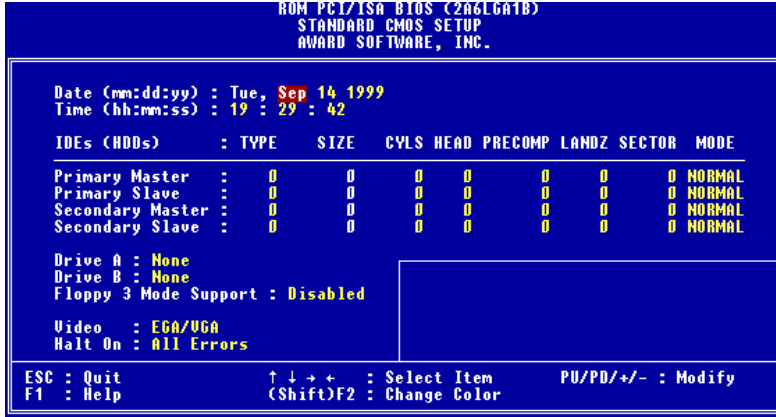 ROM PCI/ISA BIOS (2A6LGA1B)
STANDARD CMOS SETUP
AWARD SOFTWARE, INC.
Date (mm:dd:yy) : Tue, Sep 14 1999
Time (hh:mm:ss) : 19 : 29 : 42
IDEs (HDDs) : TYPE SIZE CYLS HEAD PRECOMP LANDZ SECTOR MODE
Primary Master : 0 0 0 0 0 0 0 NORMAL
Primary Slave : 0 0 0 0 0 0 0 NORMAL
Secondary Master : 0 0 0 0 0 0 0 NORMAL
Secondary Slave : 0 0 0 0 0 0 0 NORMAL
Drive A : None
Drive B : None
Floppy 3 Mode Support : Disabled
Video : EGA/VGA
Halt On : All Errors
ESC : Quit ↑ ↓ → ← : Select Item PU/PD/+/- : Modify
F1 : Help (Shift)F2 : Change Color